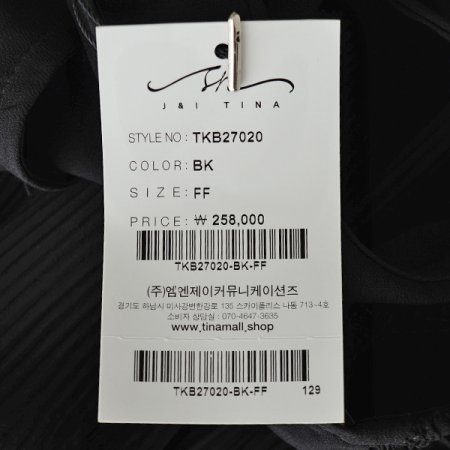 J&I TINA
STYLE NO: TKB27020
COLOR: BK
SIZE: FF
PRICE: ₩ 258,000
TKB27020-BK-FF
(주)엠엔제이커뮤니케이션즈
경기도 하남시 미사강변한강로 135 스카이폴리스 나동 713-4호
소비자 상담실 : 070-4647-3635
www.tinamall.shop
TKB27020-BK-FF 129